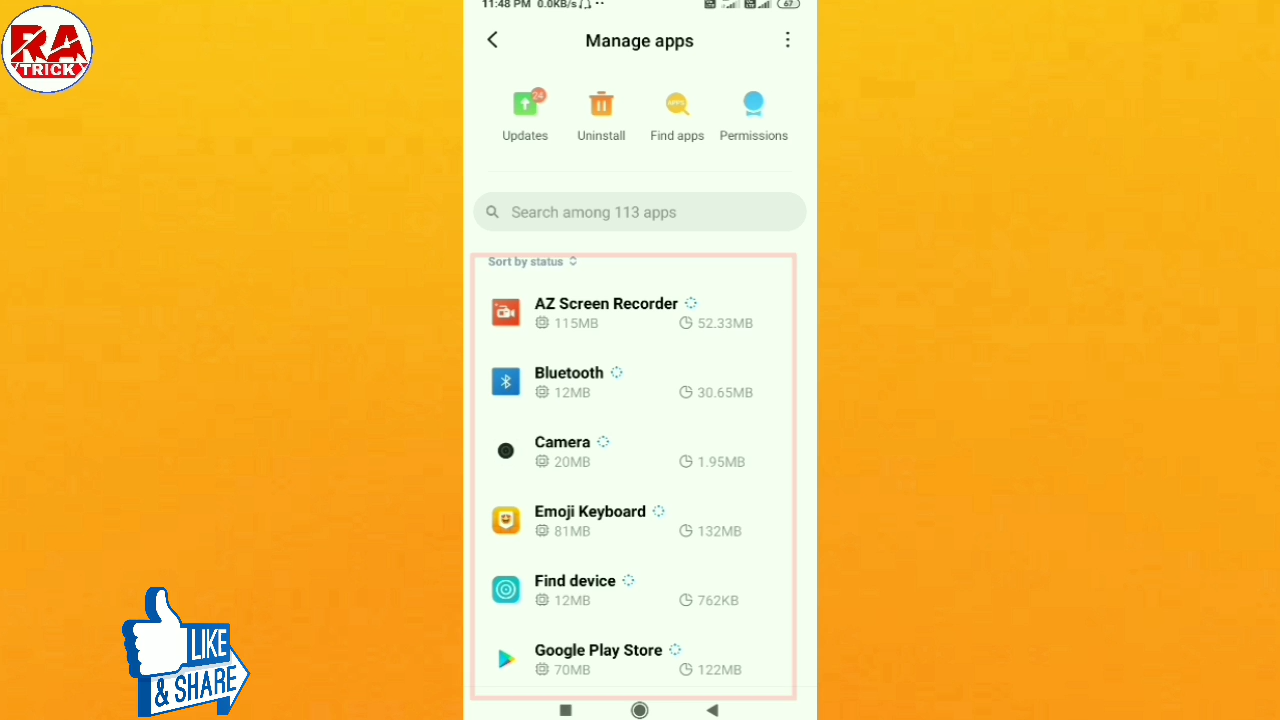 RA
TRICK
11:48 PM 0.0KB/s
67
Manage apps
24
APPS
Updates Uninstall Find apps Permissions
Search among 113 apps
Sort by status
AZ Screen Recorder
115MB 52.33MB
Bluetooth
12MB 30.65MB
Camera
20MB 1.95MB
Emoji Keyboard
81MB 132MB
Find device
12MB 762KB
Google Play Store
70MB 122MB
LIKE
& SHARE